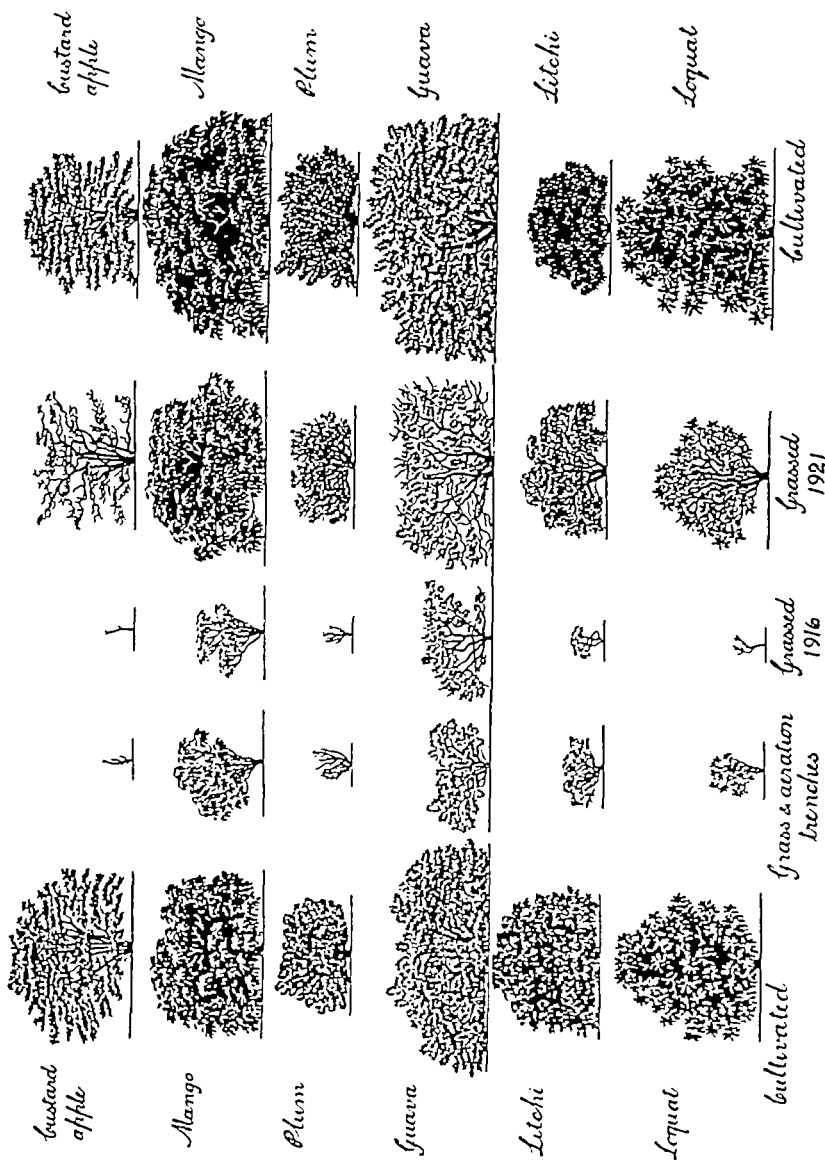 Custard
apple
Custard
apple
Mango
Mango
Plum
Plum
Guava
Guava
Litchi
Litchi
Loquat
Loquat
Cultivated
Grass & aeration
trenches
Grassed
1916
Grassed
1921
Cultivated